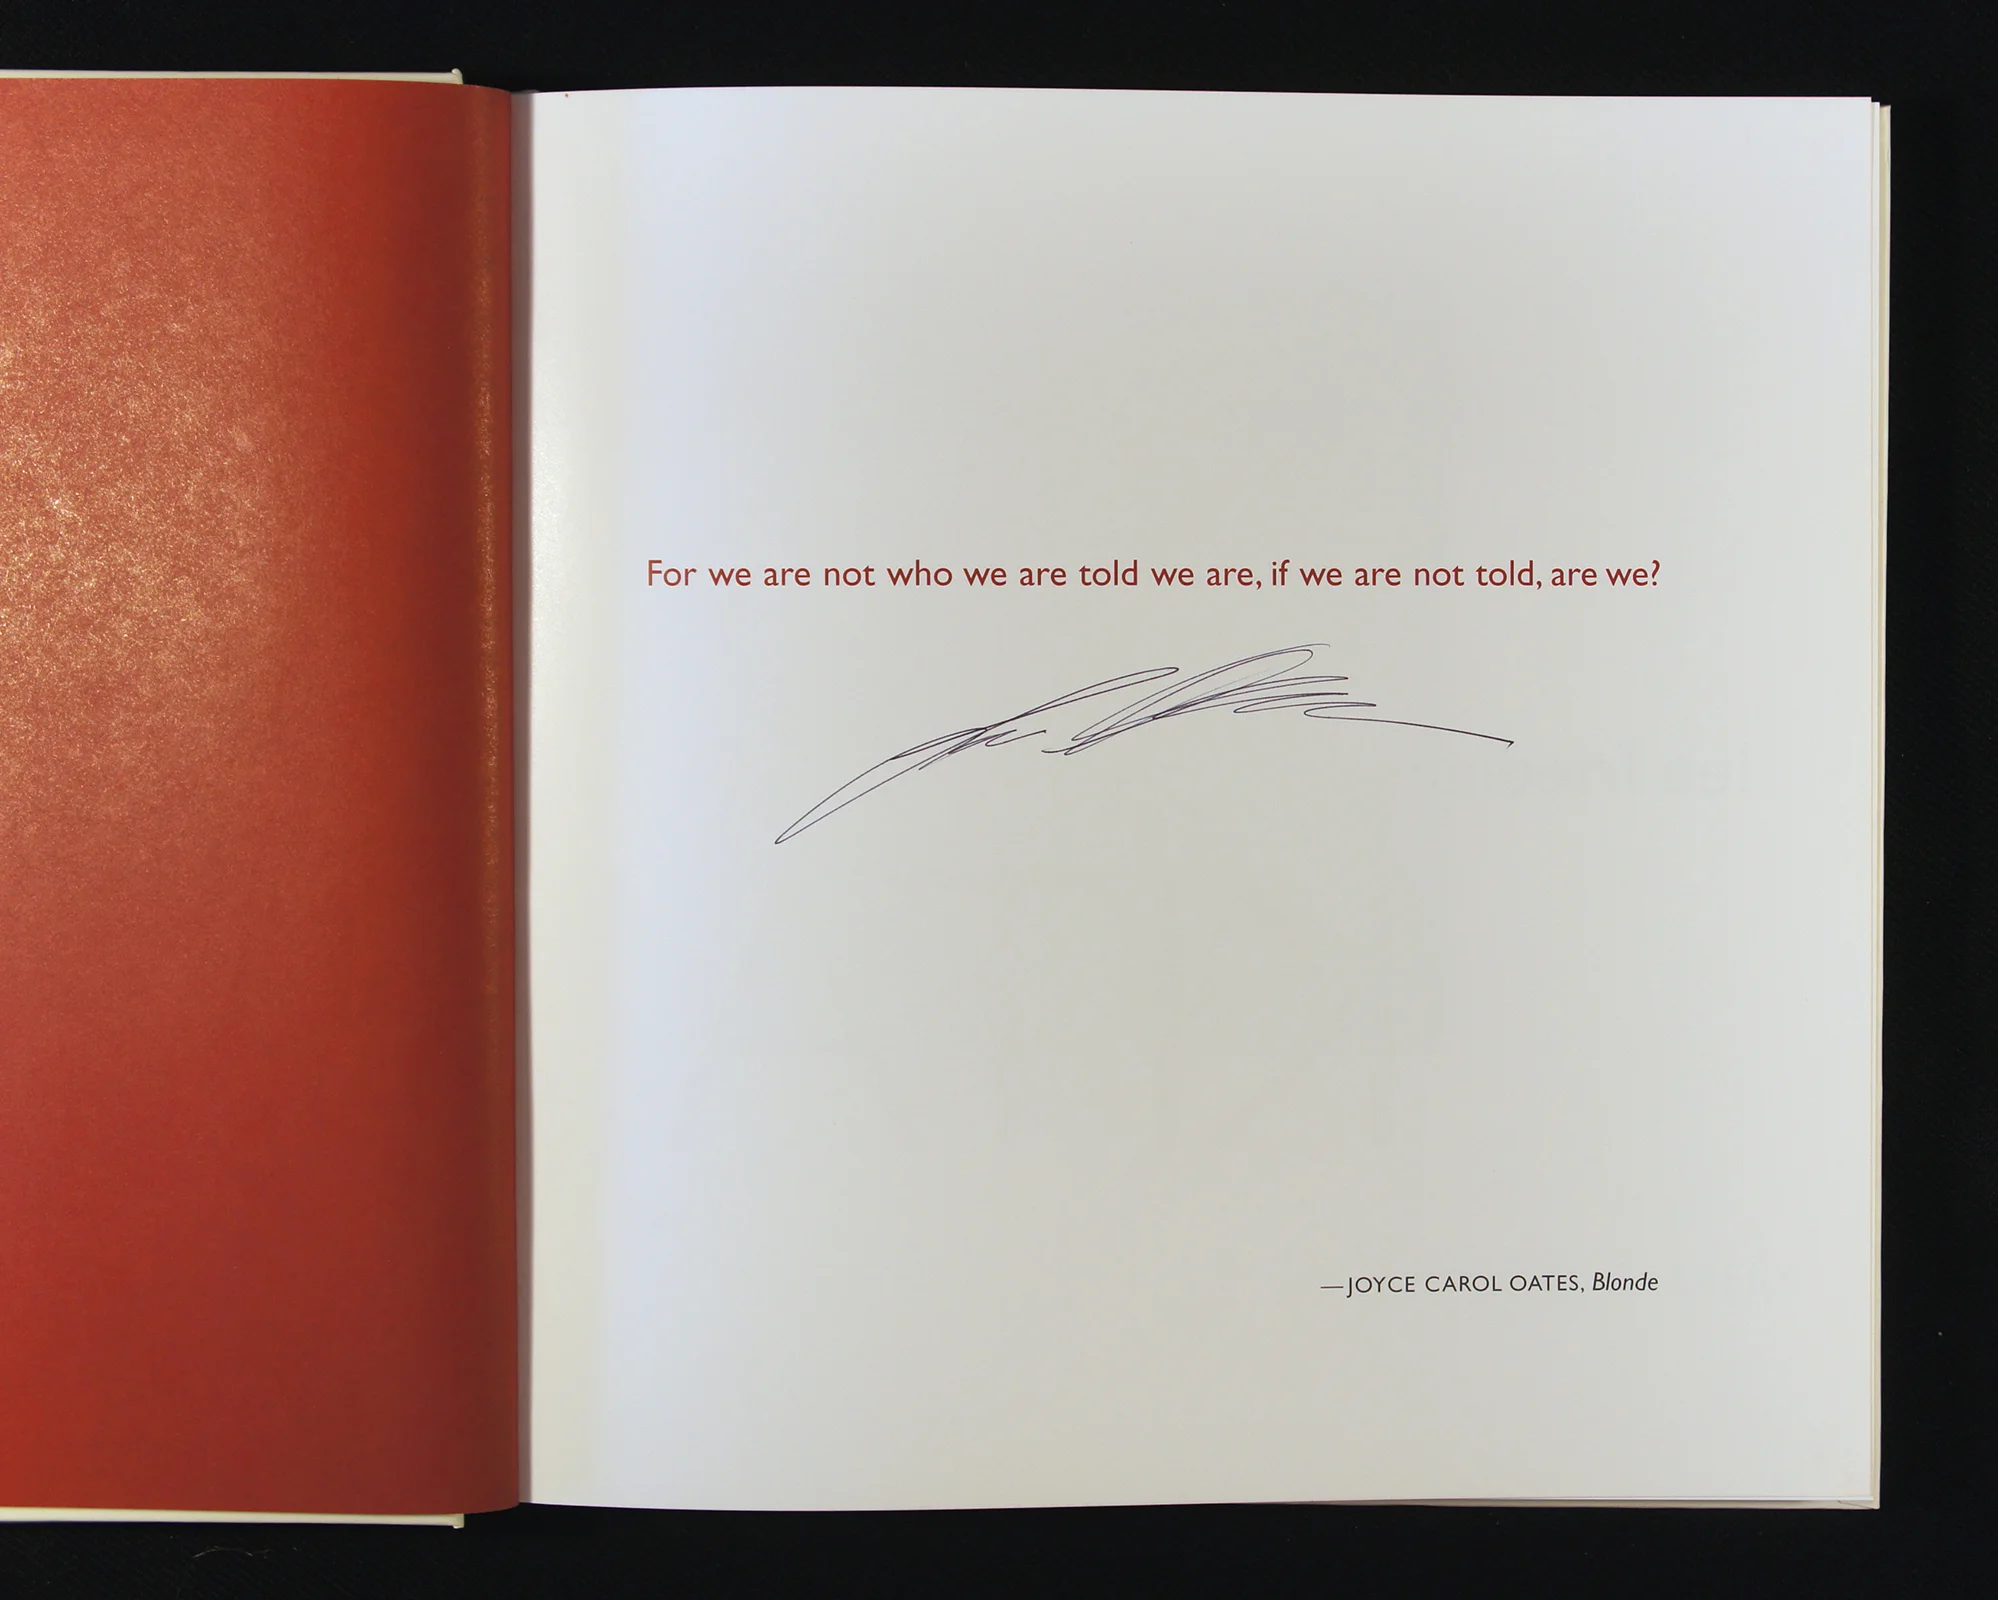 For we are not who we are told we are, if we are not told, are we?
—JOYCE CAROL OATES, Blonde